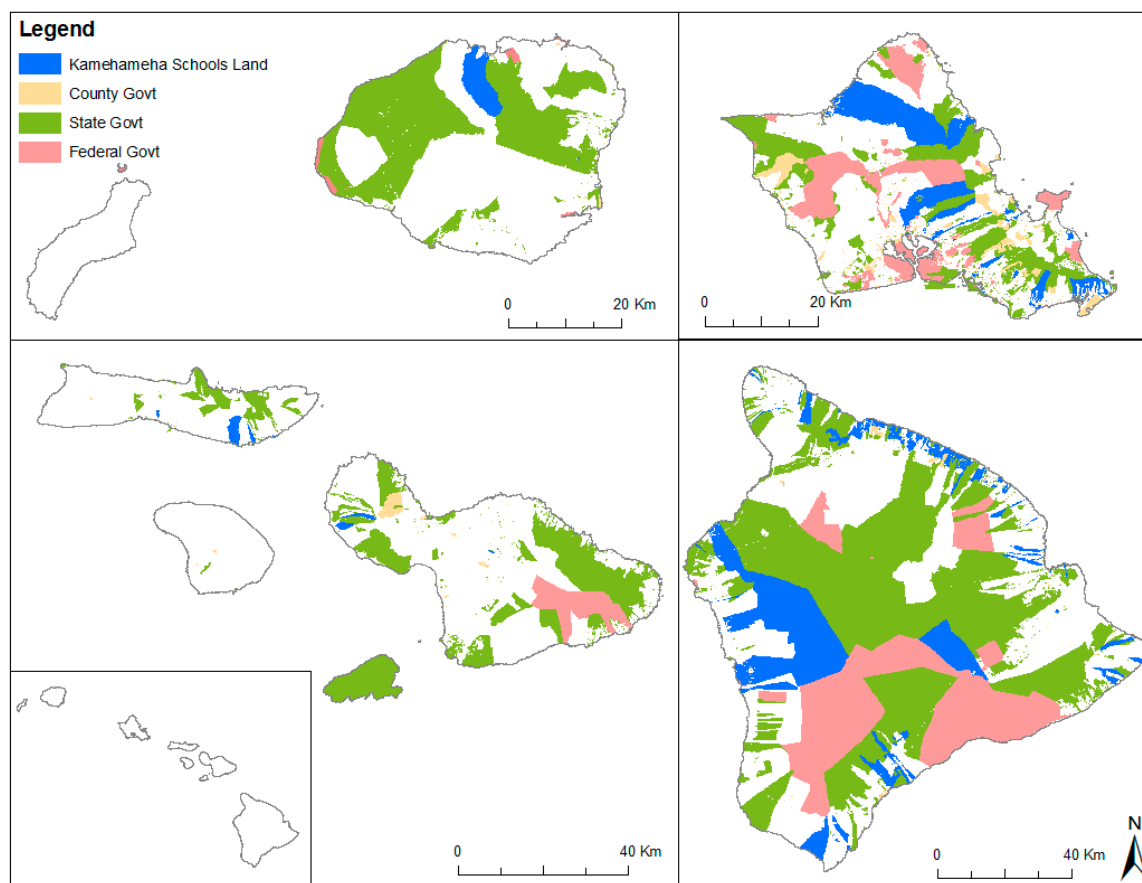 Legend
Kamehameha Schools Land
County Govt
State Govt
Federal Govt
0 20 Km
0 20 Km
0 40 Km
0 40 Km
N